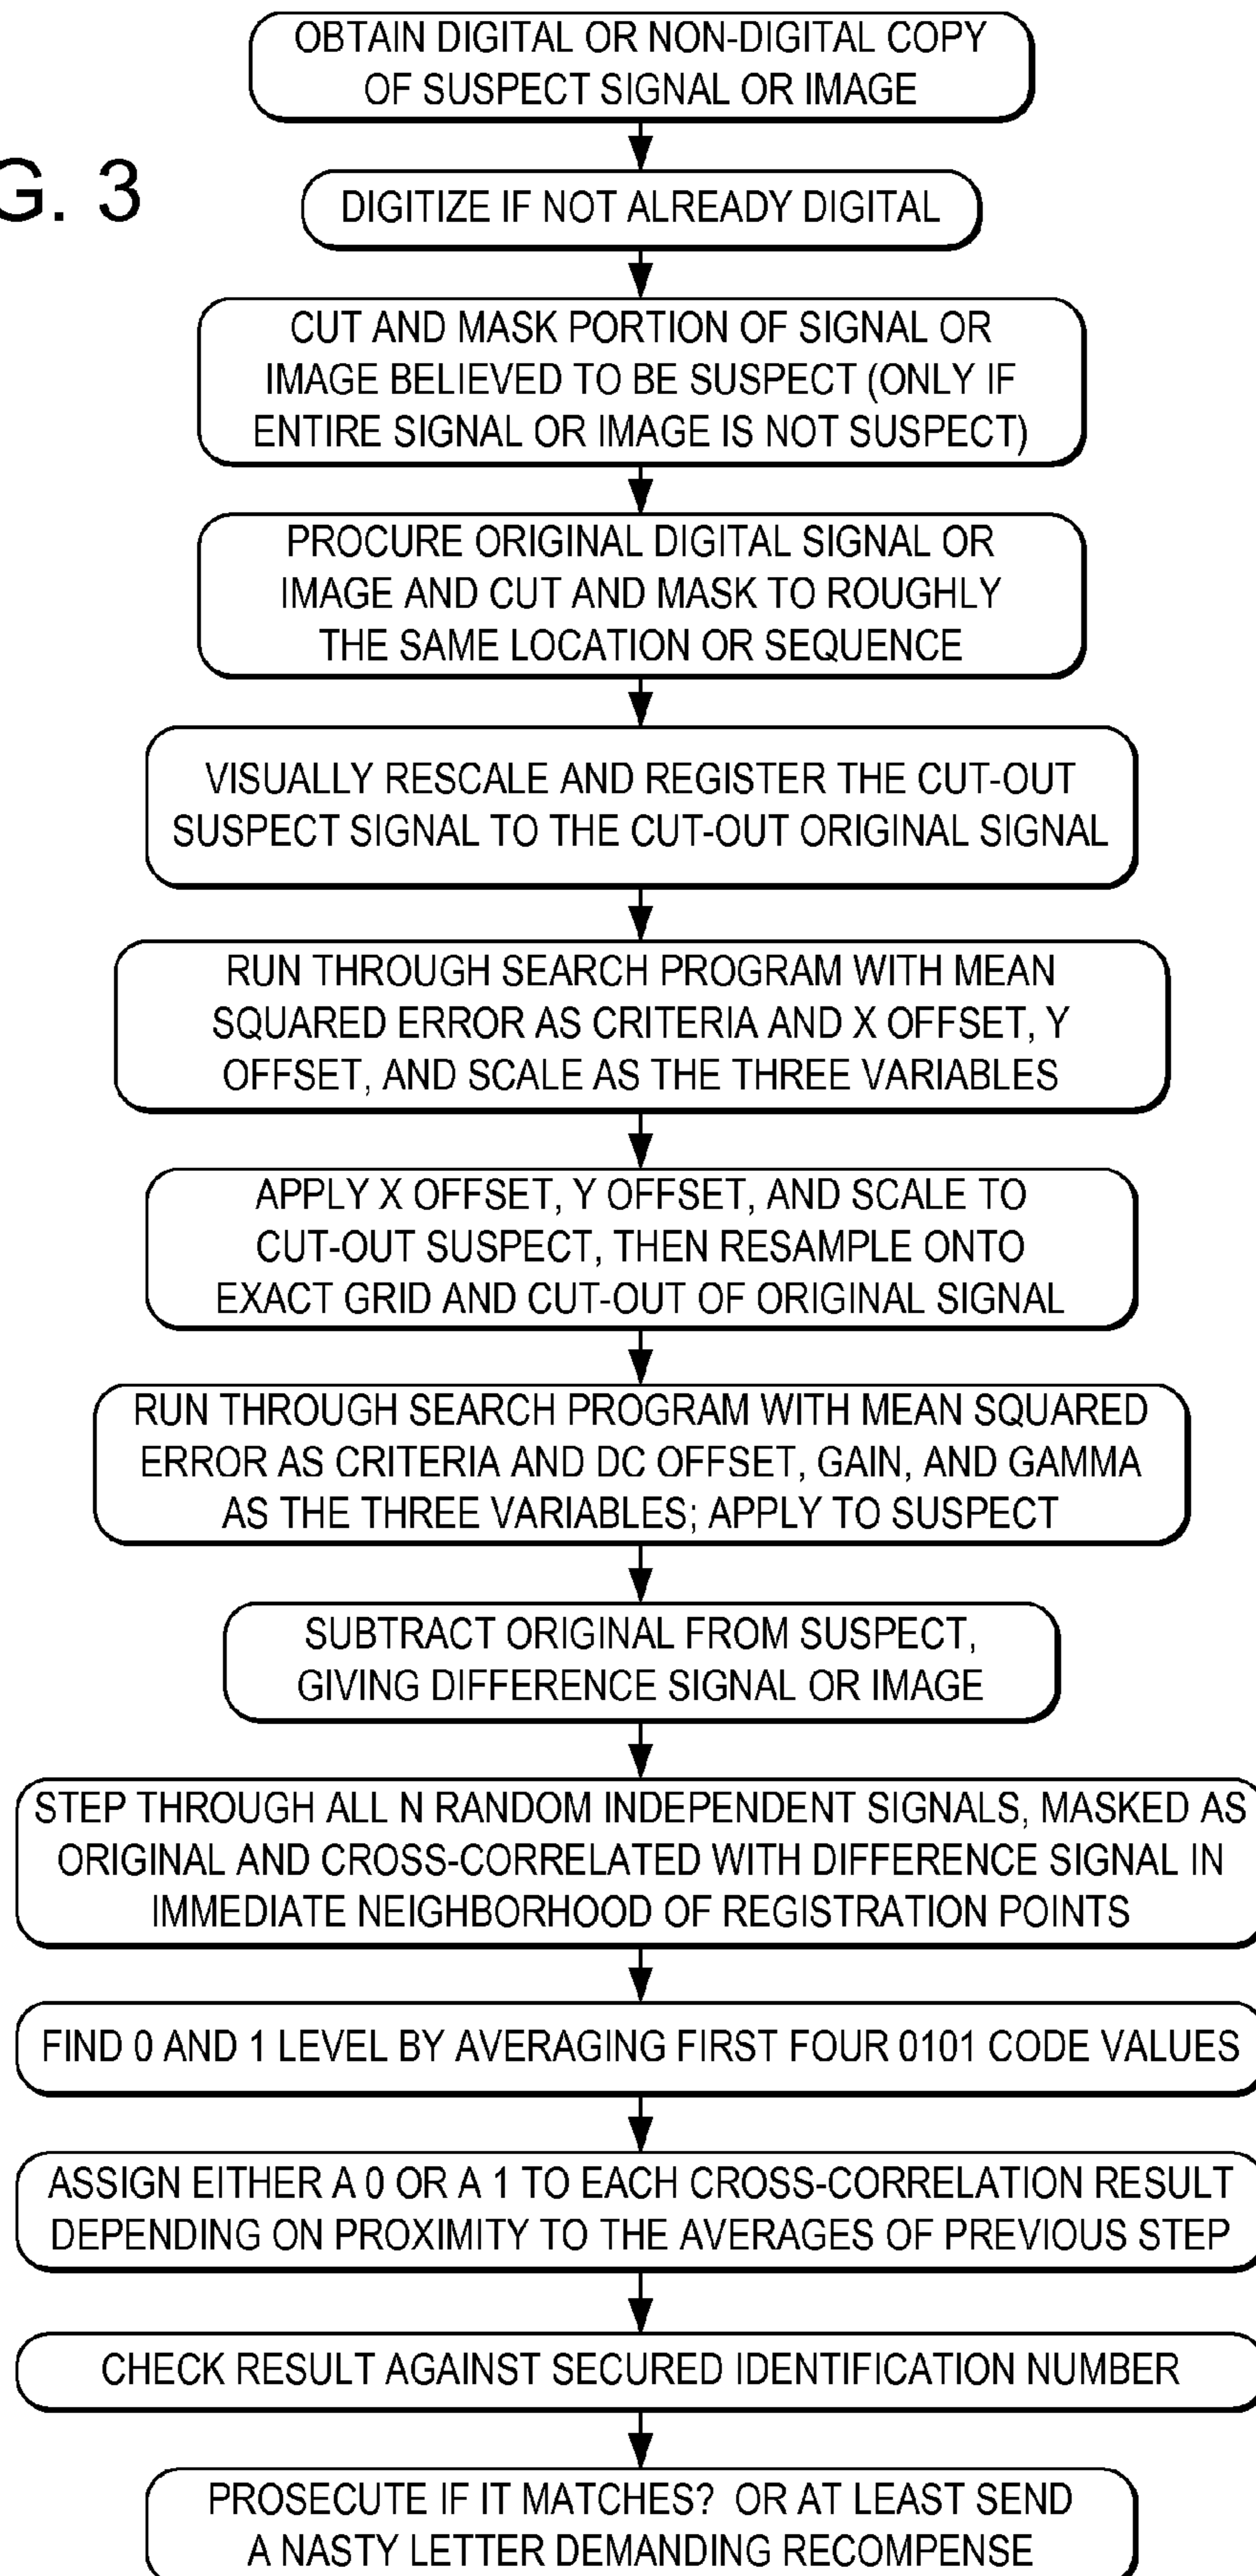 OBTAIN DIGITAL OR NON-DIGITAL COPY
OF SUSPECT SIGNAL OR IMAGE
G. 3
DIGITIZE IF NOT ALREADY DIGITAL
CUT AND MASK PORTION OF SIGNAL OR
IMAGE BELIEVED TO BE SUSPECT (ONLY IF
ENTIRE SIGNAL OR IMAGE IS NOT SUSPECT)
PROCURE ORIGINAL DIGITAL SIGNAL OR
IMAGE AND CUT AND MASK TO ROUGHLY
THE SAME LOCATION OR SEQUENCE
VISUALLY RESCALE AND REGISTER THE CUT-OUT
SUSPECT SIGNAL TO THE CUT-OUT ORIGINAL SIGNAL
RUN THROUGH SEARCH PROGRAM WITH MEAN
SQUARED ERROR AS CRITERIA AND X OFFSET, Y
OFFSET, AND SCALE AS THE THREE VARIABLES
APPLY X OFFSET, Y OFFSET, AND SCALE TO
CUT-OUT SUSPECT, THEN RESAMPLE ONTO
EXACT GRID AND CUT-OUT OF ORIGINAL SIGNAL
RUN THROUGH SEARCH PROGRAM WITH MEAN SQUARED
ERROR AS CRITERIA AND DC OFFSET, GAIN, AND GAMMA
AS THE THREE VARIABLES; APPLY TO SUSPECT
SUBTRACT ORIGINAL FROM SUSPECT,
GIVING DIFFERENCE SIGNAL OR IMAGE
STEP THROUGH ALL N RANDOM INDEPENDENT SIGNALS, MASKED AS
ORIGINAL AND CROSS-CORRELATED WITH DIFFERENCE SIGNAL IN
IMMEDIATE NEIGHBORHOOD OF REGISTRATION POINTS
FIND 0 AND 1 LEVEL BY AVERAGING FIRST FOUR 0101 CODE VALUES
ASSIGN EITHER A 0 OR A 1 TO EACH CROSS-CORRELATION RESULT
DEPENDING ON PROXIMITY TO THE AVERAGES OF PREVIOUS STEP
CHECK RESULT AGAINST SECURED IDENTIFICATION NUMBER
PROSECUTE IF IT MATCHES? OR AT LEAST SEND
A NASTY LETTER DEMANDING RECOMPENSE